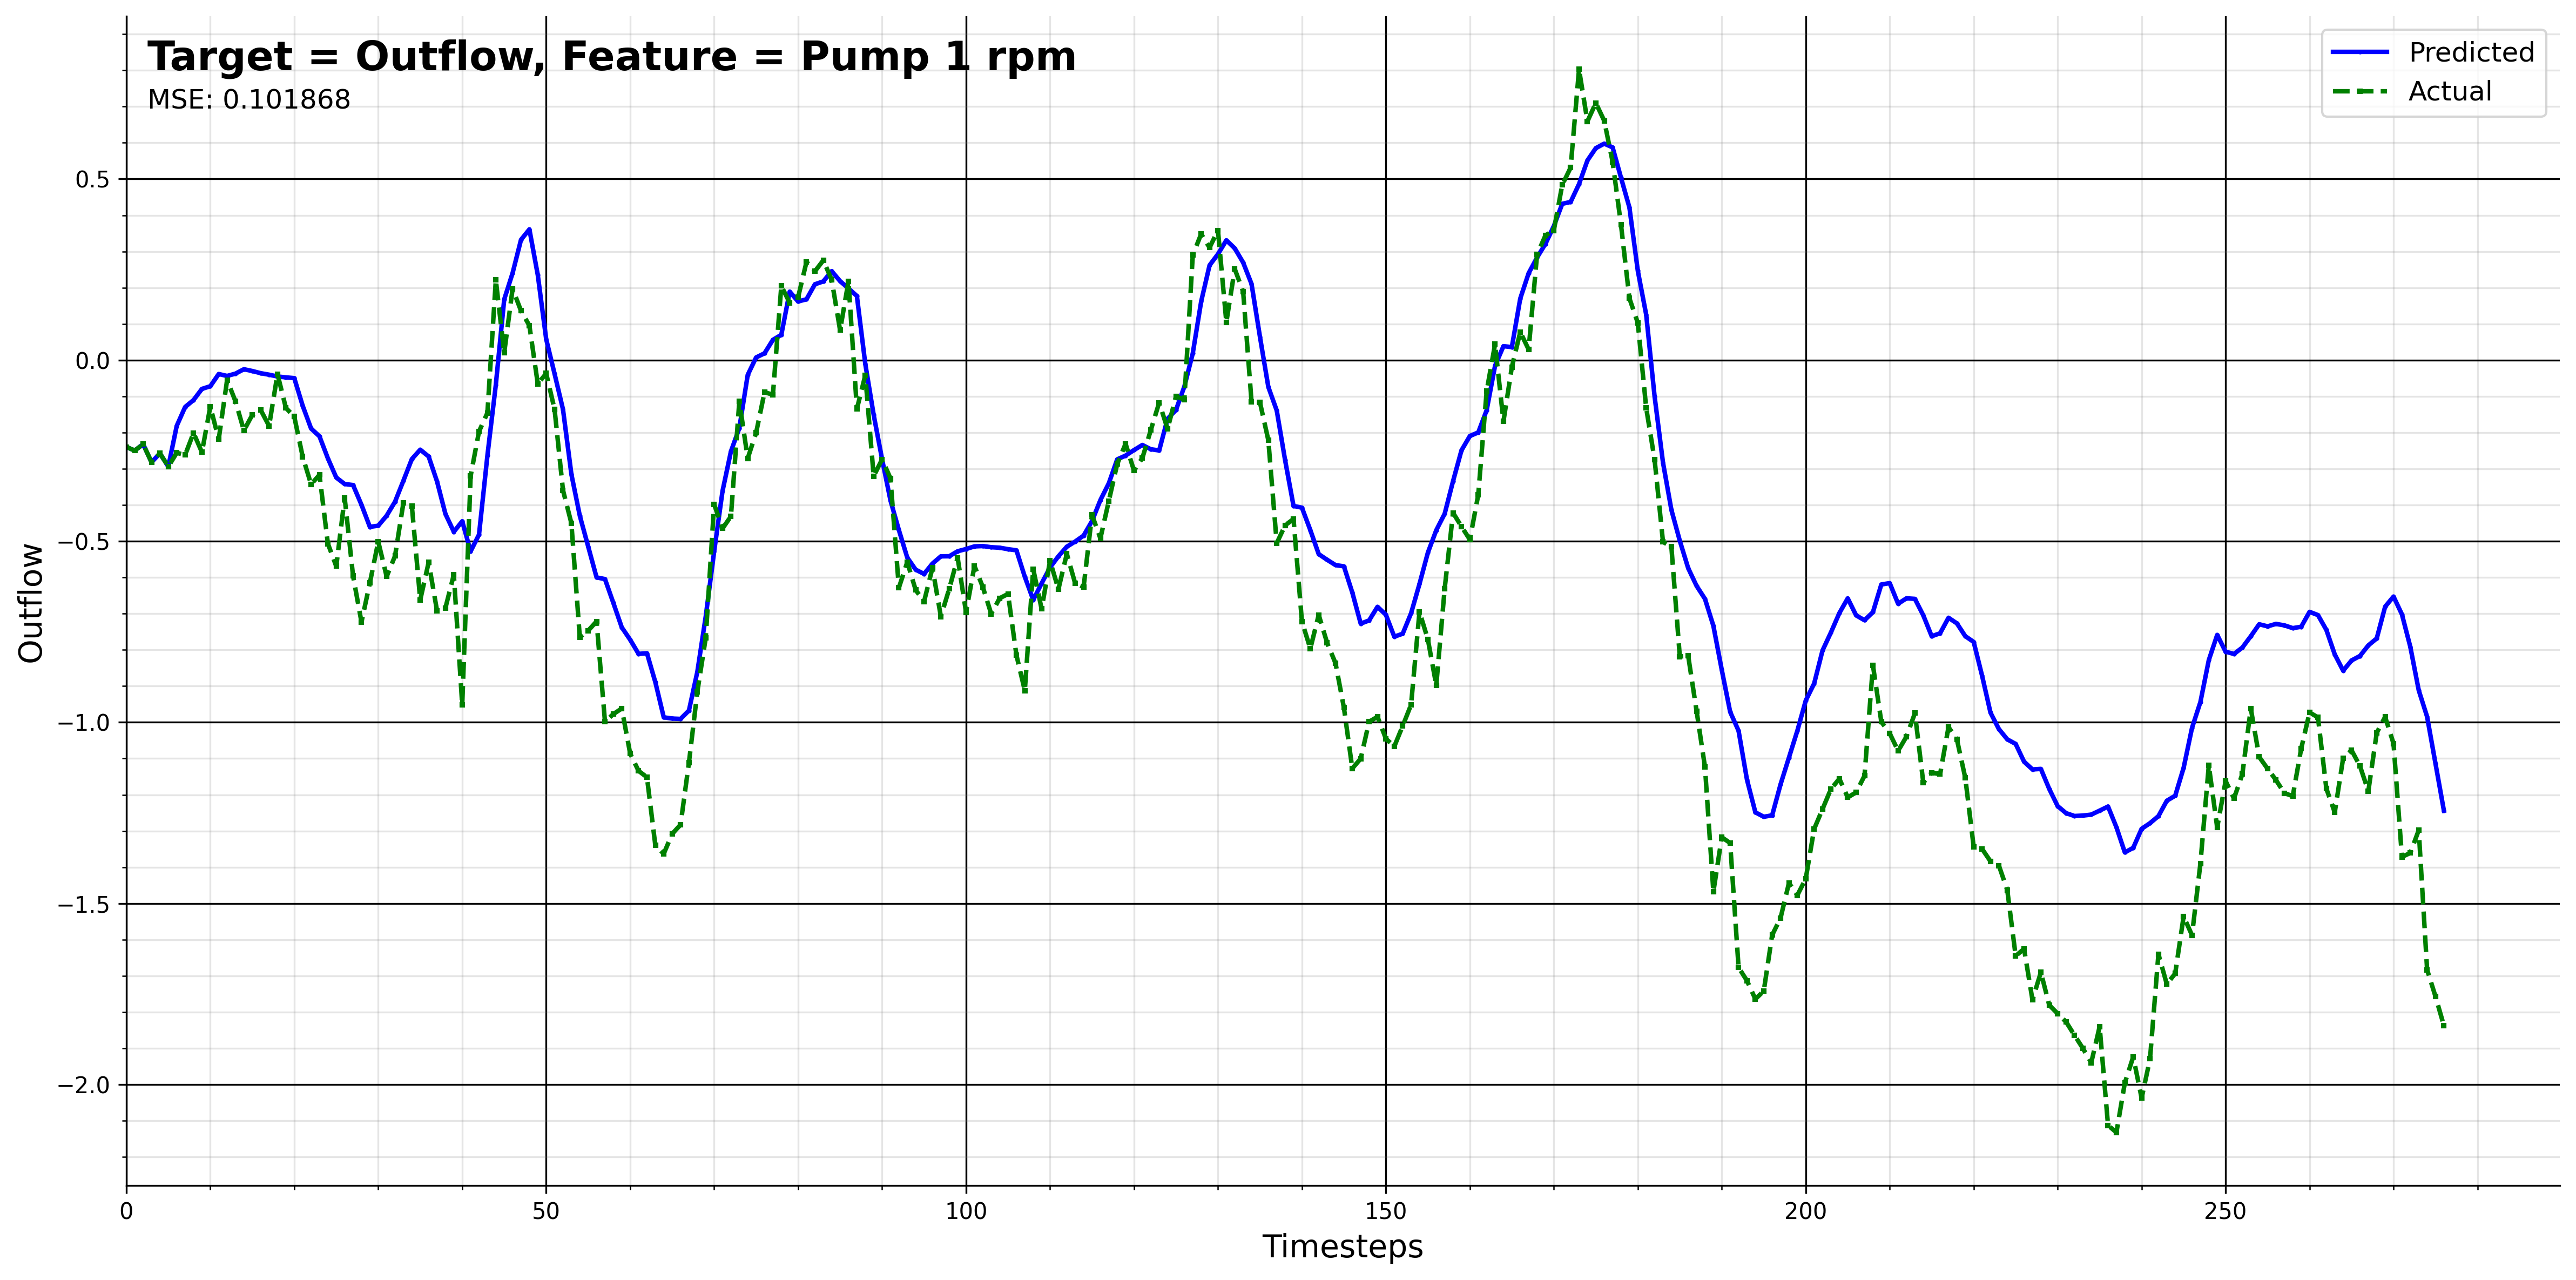 Target = Outflow, Feature = Pump 1 rpm
MSE: 0.101868
Predicted
Actual
0.5
0.0
−0.5
−1.0
−1.5
−2.0
Outflow
0 50 100 150 200 250
Timesteps